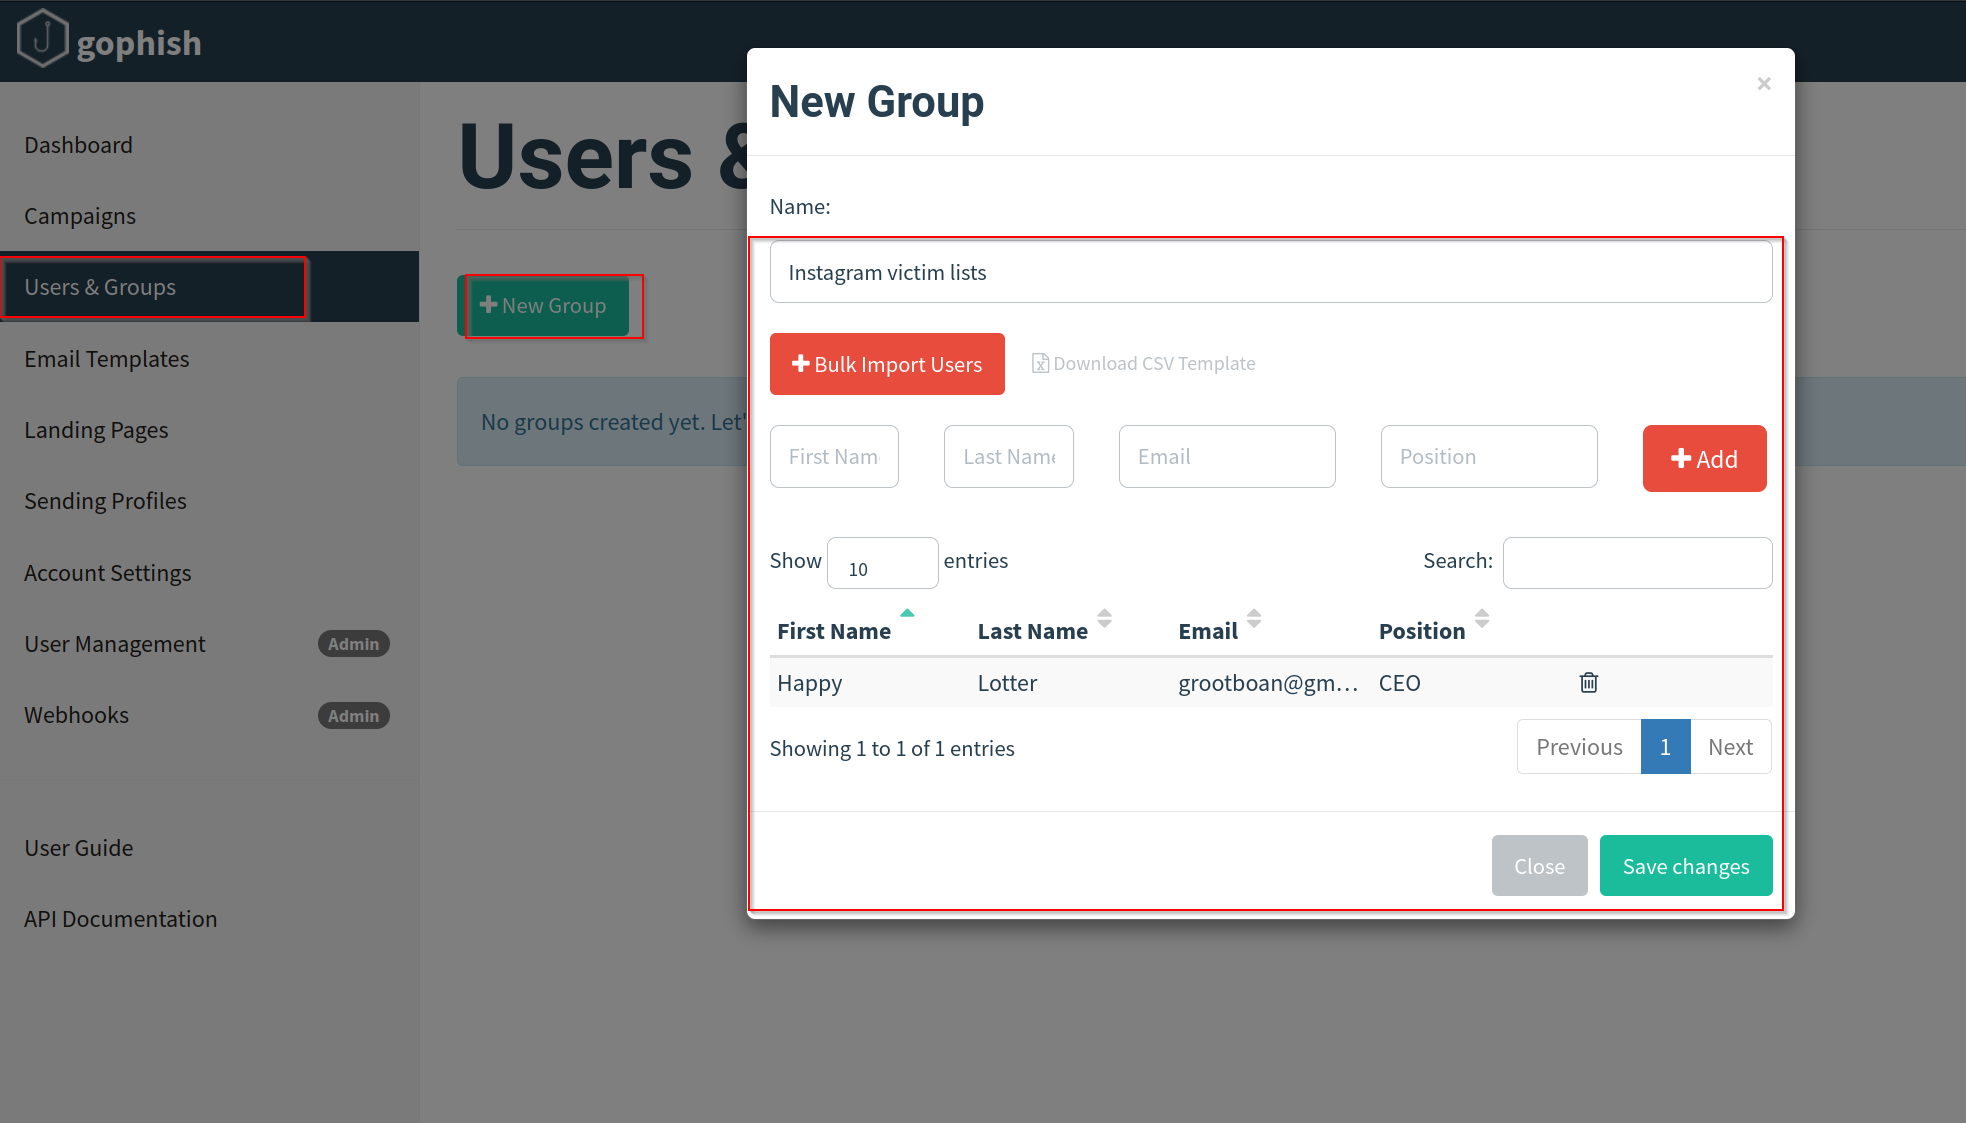 gophish
Dashboard
Campaigns
Users & Groups
Email Templates
Landing Pages
Sending Profiles
Account Settings
User Management Admin
Webhooks Admin
User Guide
API Documentation
Users &
New Group
No groups created yet. Let'
New Group
×
Name:
Instagram victim lists
Bulk Import Users Download CSV Template
First Nam Last Name Email Position Add
Show 10 entries Search:
First Name Last Name Email Position
Happy Lotter grootboan@gm... CEO
Showing 1 to 1 of 1 entries
Previous 1 Next
Close Save changes